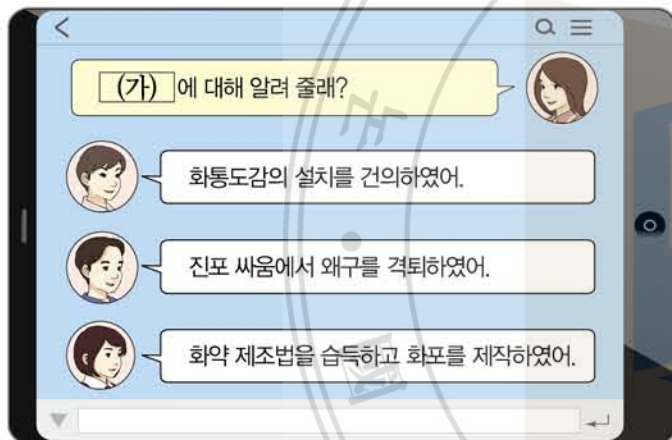 (가) 에 대해 알려 줄래?
화통도감의 설치를 건의하였어.
진포 싸움에서 왜구를 격퇴하였어.
화약 제조법을 습득하고 화포를 제작하였어.